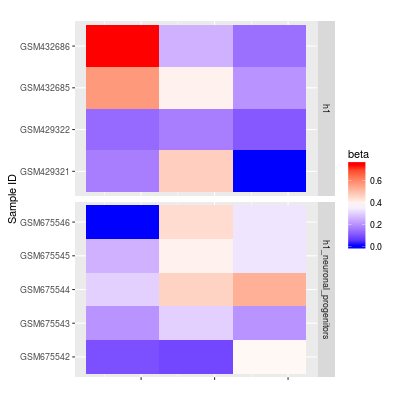 Sample ID
GSM432686
GSM432685
GSM429322
GSM429321
h1
GSM675546
GSM675545
GSM675544
GSM675543
GSM675542
h1_neuronal_progenitors
beta
0.6
0.4
0.2
0.0